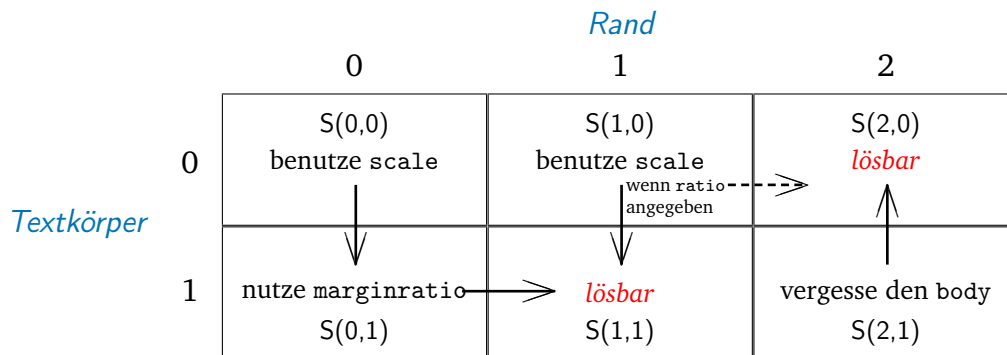 Rand
0 1 2
S(0,0) S(1,0) S(2,0)
0 benutze scale benutze scale lösbar
wenn ratio
angegeben
Textkörper
1 nutze marginratio lösbar vergesse den body
S(0,1) S(1,1) S(2,1)